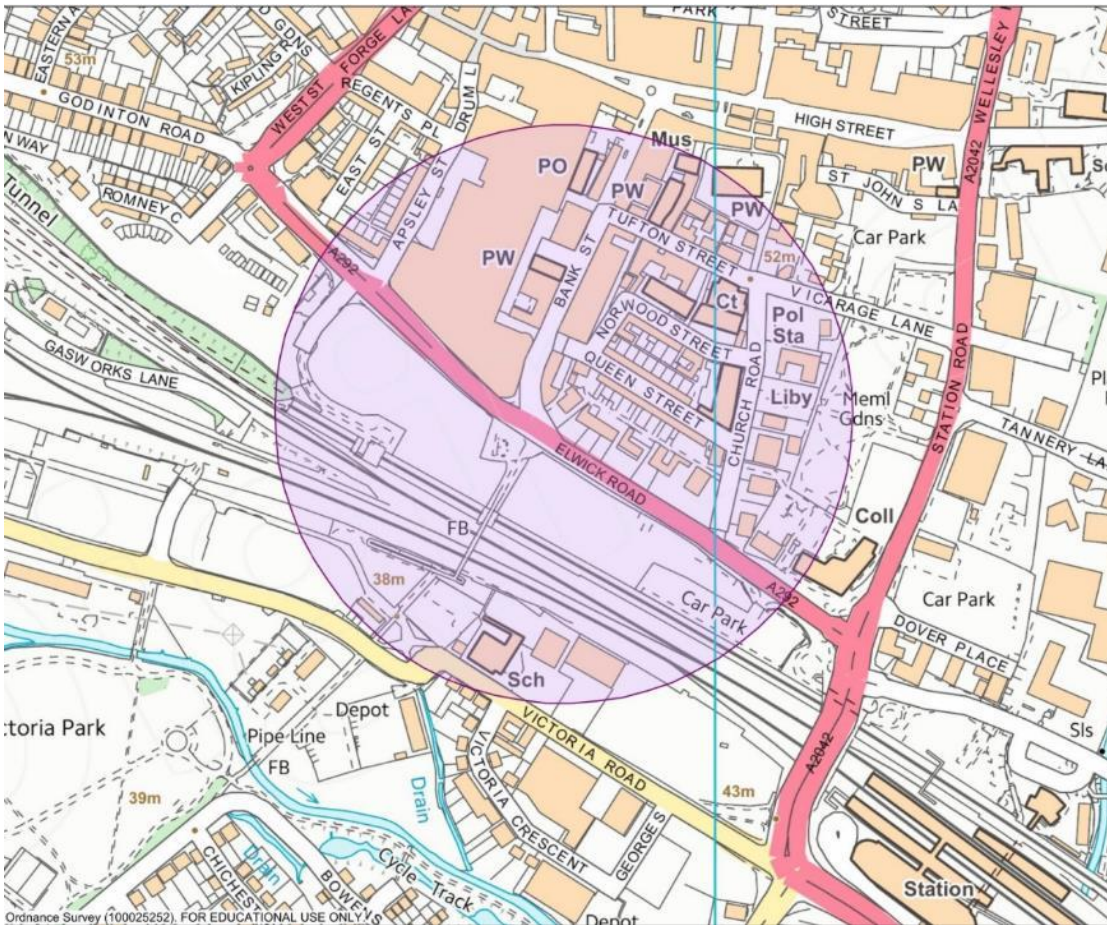 PARK
STREET
EASTERN A
53m
O GDNS
KIPLING R
FORGE LA
WEST ST
GODINTON ROAD
REGENTS PL
DRUM L
A2042 WELLESLEY
HIGH STREET
N WAY
EAST ST
Mus
PO
PW
PW
ST JOHN S LA
Tunnel
ROMNEY C
APSLEY ST
PW
TUFTON STREET
Car Park
A292
PW
BANK ST
52m
VICARAGE LANE
Ct
Pol
Sta
NORWOOD STREET
GASWORKS LANE
QUEEN STREET
CHURCH ROAD
Liby
Meml
Gdns
STATION ROAD
TANNERY LA
Pl
ELWICK ROAD
FB
Coll
38m
Car Park
A292
Car Park
DOVER PLACE
Sch
Depot
ctoria Park
Pipe Line
FB
VICTORIA ROAD
A2042
Sls
39m
Drain
VICTORIA CRESCENT
43m
GEORGE S
Drain
CHICHEST
BOWENS
Cycle Track
Station
Depot
Ordnance Survey (100025252). FOR EDUCATIONAL USE ONLY.